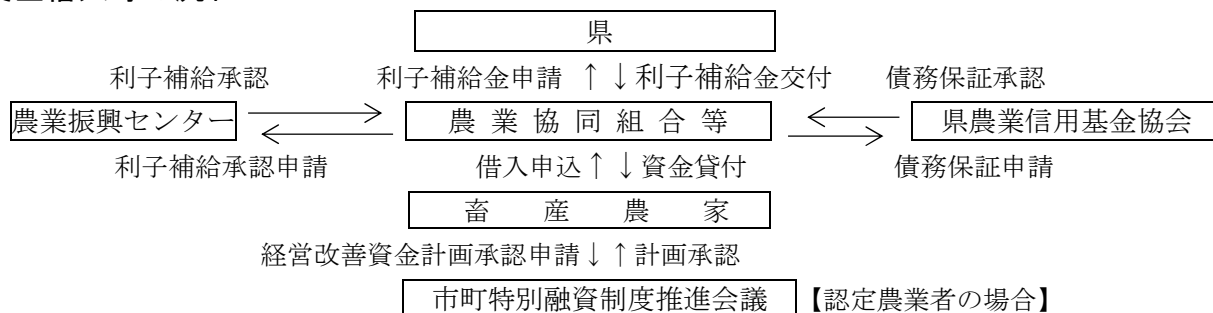 県
利子補給承認 利子補給金申請 ↑ ↓利子補給金交付 債務保証承認
農業振興センター 農業協同組合等 県農業信用基金協会
利子補給承認申請 借入申込↑ ↓資金貸付 債務保証申請
畜産農家
経営改善資金計画承認申請↓ ↑計画承認
市町特別融資制度推進会議 【認定農業者の場合】